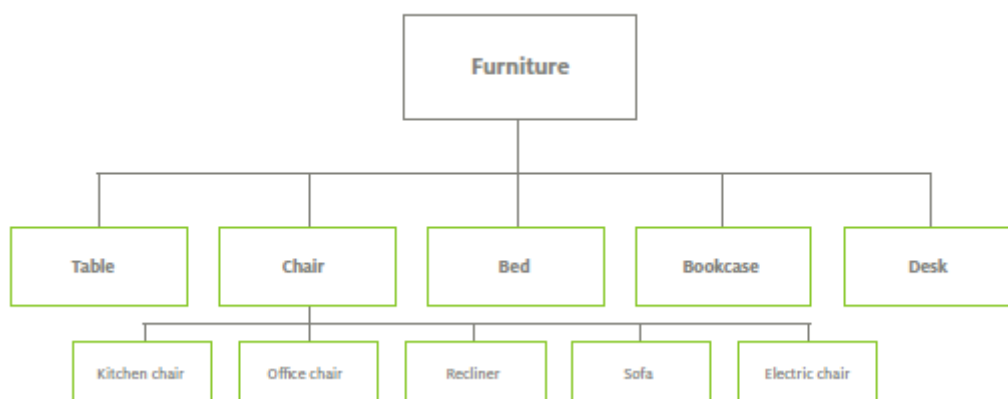 Furniture
Table
Chair
Bed
Bookcase
Desk
Kitchen chair
Office chair
Recliner
Sofa
Electric chair